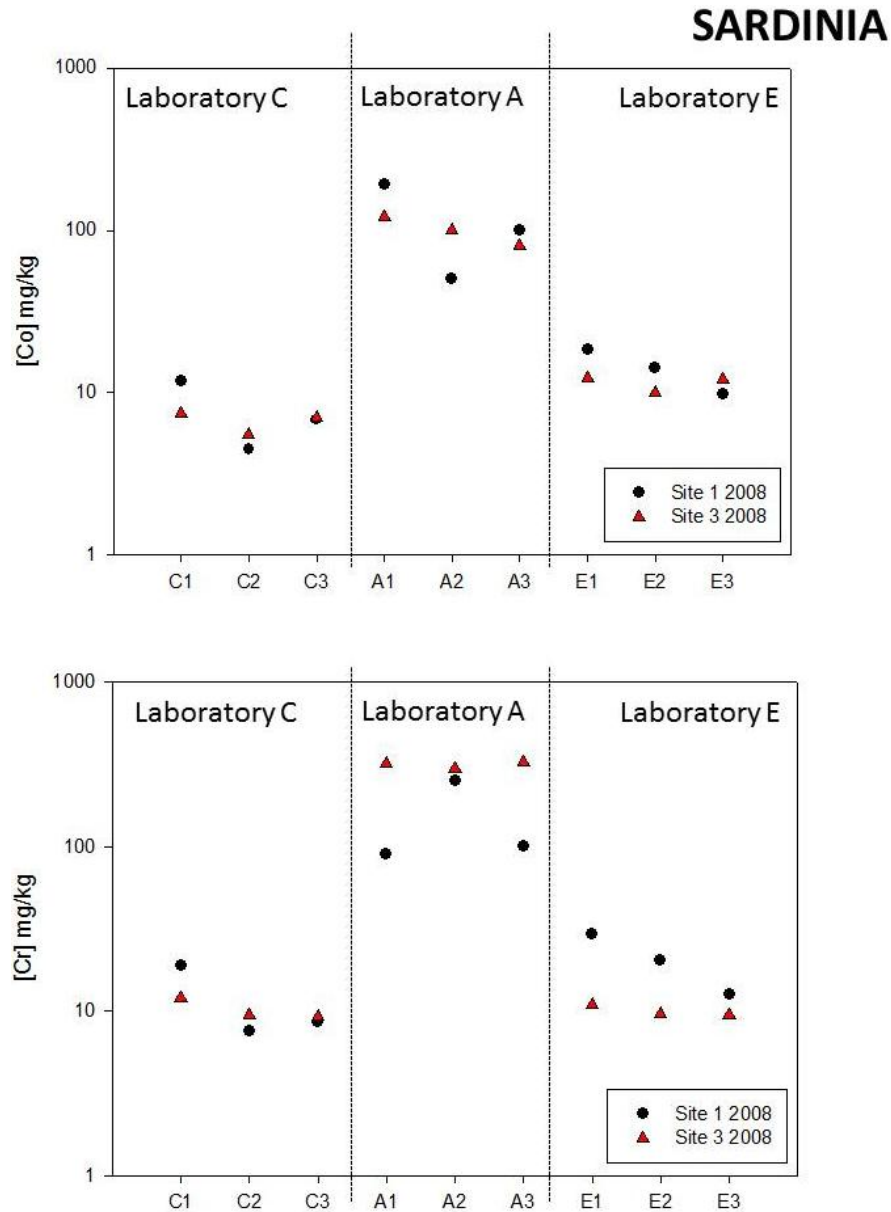 SARDINIA
1000
100
10
1
[Co] mg/kg
Laboratory C
Laboratory A
Laboratory E
Site 1 2008
Site 3 2008
C1 C2 C3 A1 A2 A3 E1 E2 E3
1000
100
10
1
[Cr] mg/kg
Laboratory C
Laboratory A
Laboratory E
Site 1 2008
Site 3 2008
C1 C2 C3 A1 A2 A3 E1 E2 E3